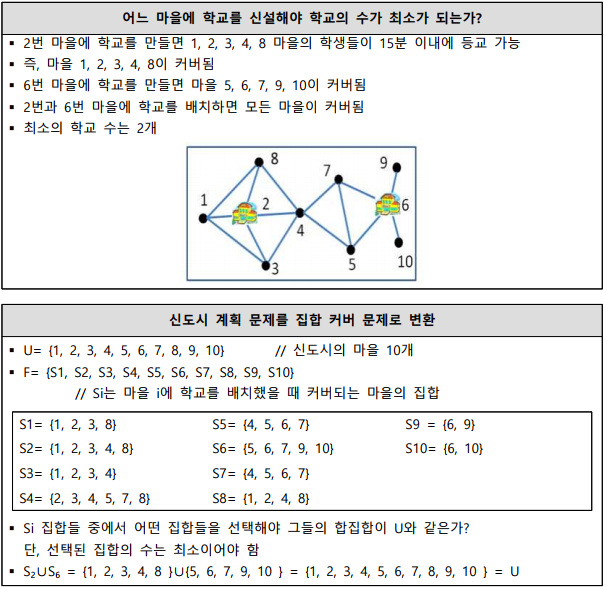 어느 마을에 학교를 신설해야 학교의 수가 최소가 되는가?
▪ 2번 마을에 학교를 만들면 1, 2, 3, 4, 8 마을의 학생들이 15분 이내에 등교 가능
▪ 즉, 마을 1, 2, 3, 4, 8이 커버됨
▪ 6번 마을에 학교를 만들면 마을 5, 6, 7, 9, 10이 커버됨
▪ 2번과 6번 마을에 학교를 배치하면 모든 마을이 커버됨
▪ 최소의 학교 수는 2개
8
7
9
1
2
6
4
3
5
10
신도시 계획 문제를 집합 커버 문제로 변환
▪ U= {1, 2, 3, 4, 5, 6, 7, 8, 9, 10} // 신도시의 마을 10개
▪ F= {S1, S2, S3, S4, S5, S6, S7, S8, S9, S10}
// Si는 마을 i에 학교를 배치했을 때 커버되는 마을의 집합
S1= {1, 2, 3, 8} S5= {4, 5, 6, 7} S9 = {6, 9}
S2= {1, 2, 3, 4, 8} S6= {5, 6, 7, 9, 10} S10= {6, 10}
S3= {1, 2, 3, 4} S7= {4, 5, 6, 7}
S4= {2, 3, 4, 5, 7, 8} S8= {1, 2, 4, 8}
▪ Si 집합들 중에서 어떤 집합들을 선택해야 그들의 합집합이 U와 같은가?
단, 선택된 집합의 수는 최소이어야 함
▪ S₂∪S₆ = {1, 2, 3, 4, 8 }∪{5, 6, 7, 9, 10 } = {1, 2, 3, 4, 5, 6, 7, 8, 9, 10 } = U